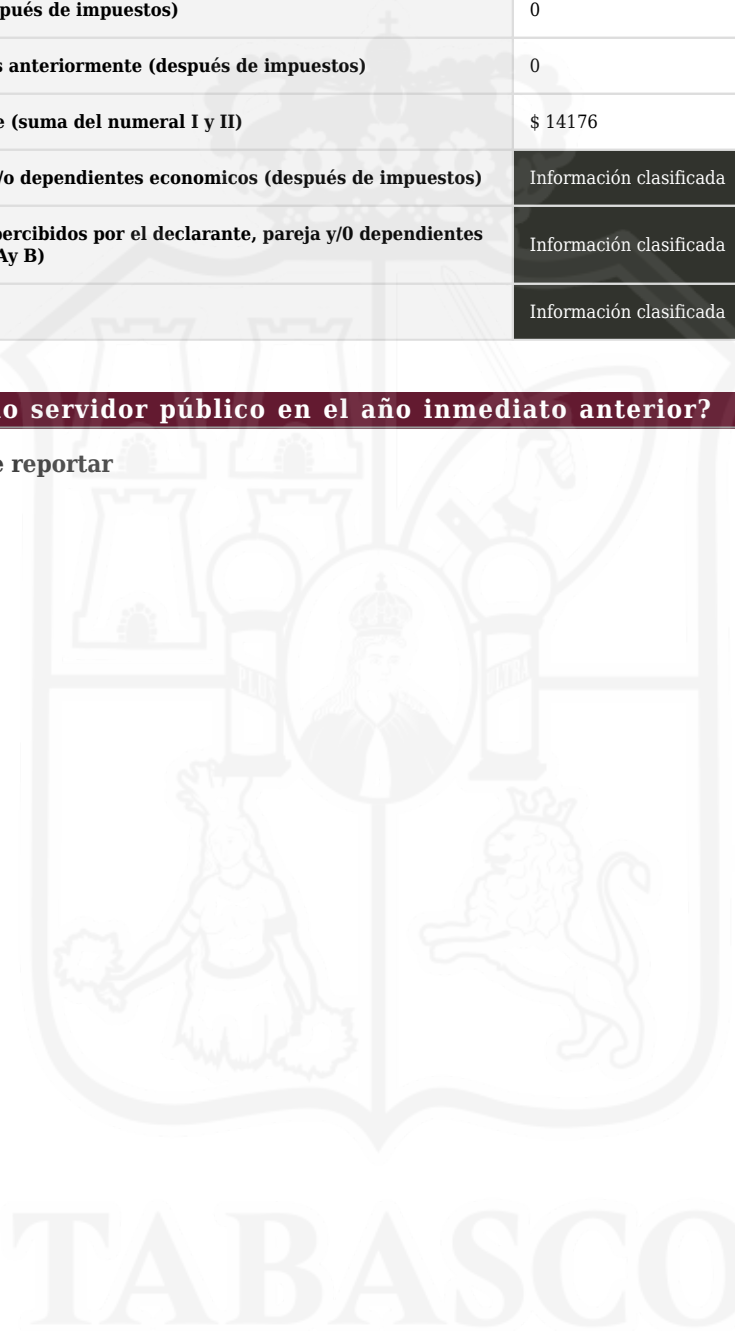 pués de impuestos) 0
s anteriormente (después de impuestos) 0
e (suma del numeral I y II) $ 14176
/o dependientes economicos (después de impuestos) Información clasificada
percibidos por el declarante, pareja y/0 dependientes
Ay B) Información clasificada
Información clasificada
o servidor público en el año inmediato anterior?
e reportar
PLUS ULTRA
TABASCO